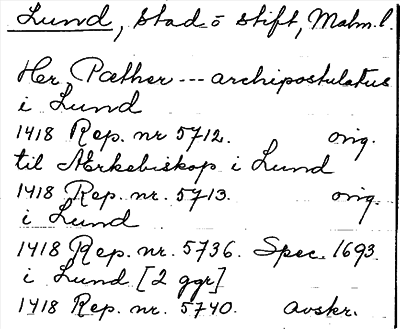 Lund, stad o stift, Malm. l.
Her Pæther --- archipostulatus
i Lund
1418 Rep. nr 5712. orig.
til Ærkebiskop i Lund
1418 Rep. nr. 5713. orig.
i Lund
1418 Rep. nr. 5736. Spec. 1693.
i Lund [2 ggr]
1418 Rep. nr. 5740. avskr.